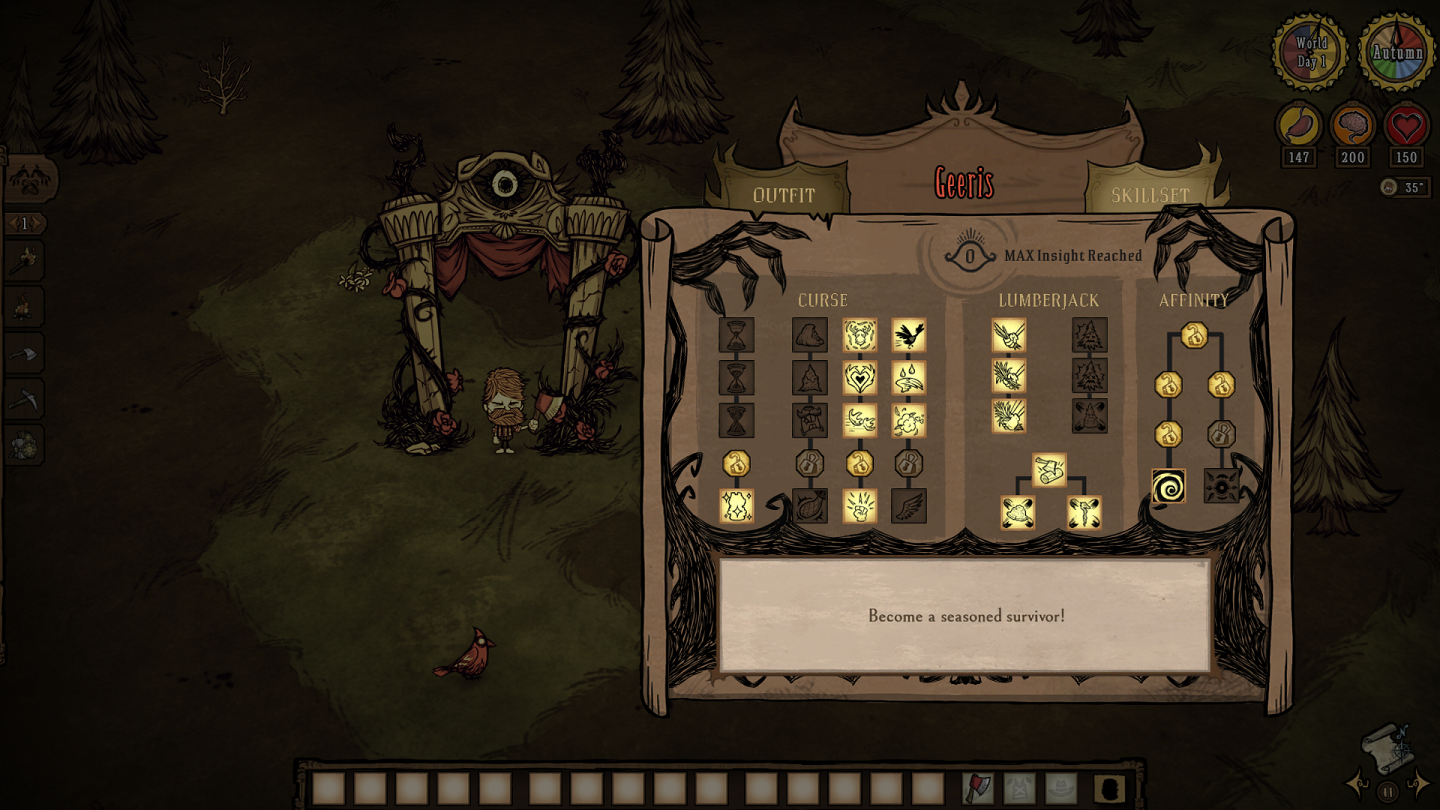 World
Day 1
Autumn
147
200
150
35°
1
OUTFIT
Geeris
SKILLSET
0
MAX Insight Reached
CURSE
LUMBERJACK
AFFINITY
Become a seasoned survivor!
N